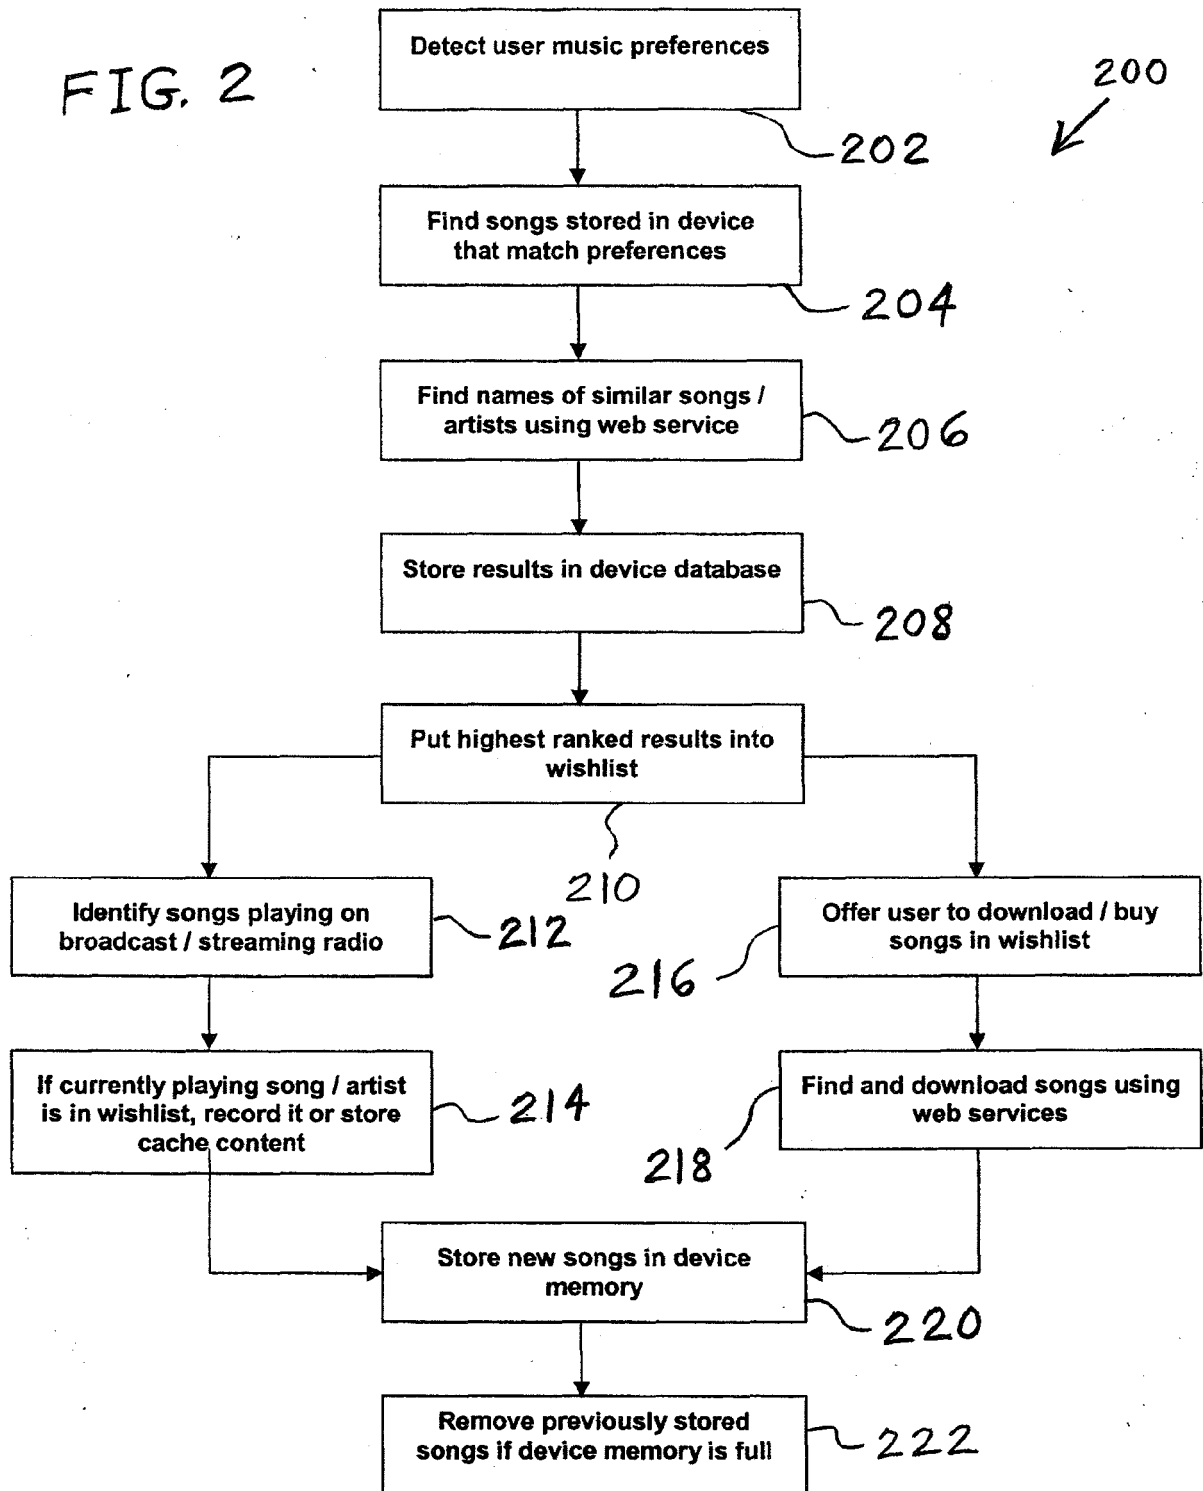 FIG. 2
200
Detect user music preferences
202
Find songs stored in device
that match preferences
204
Find names of similar songs /
artists using web service
206
Store results in device database
208
Put highest ranked results into
wishlist
210
Identify songs playing on
broadcast / streaming radio
212
Offer user to download / buy
songs in wishlist
216
If currently playing song / artist
is in wishlist, record it or store
cache content
214
Find and download songs using
web services
218
Store new songs in device
memory
220
Remove previously stored
songs if device memory is full
222